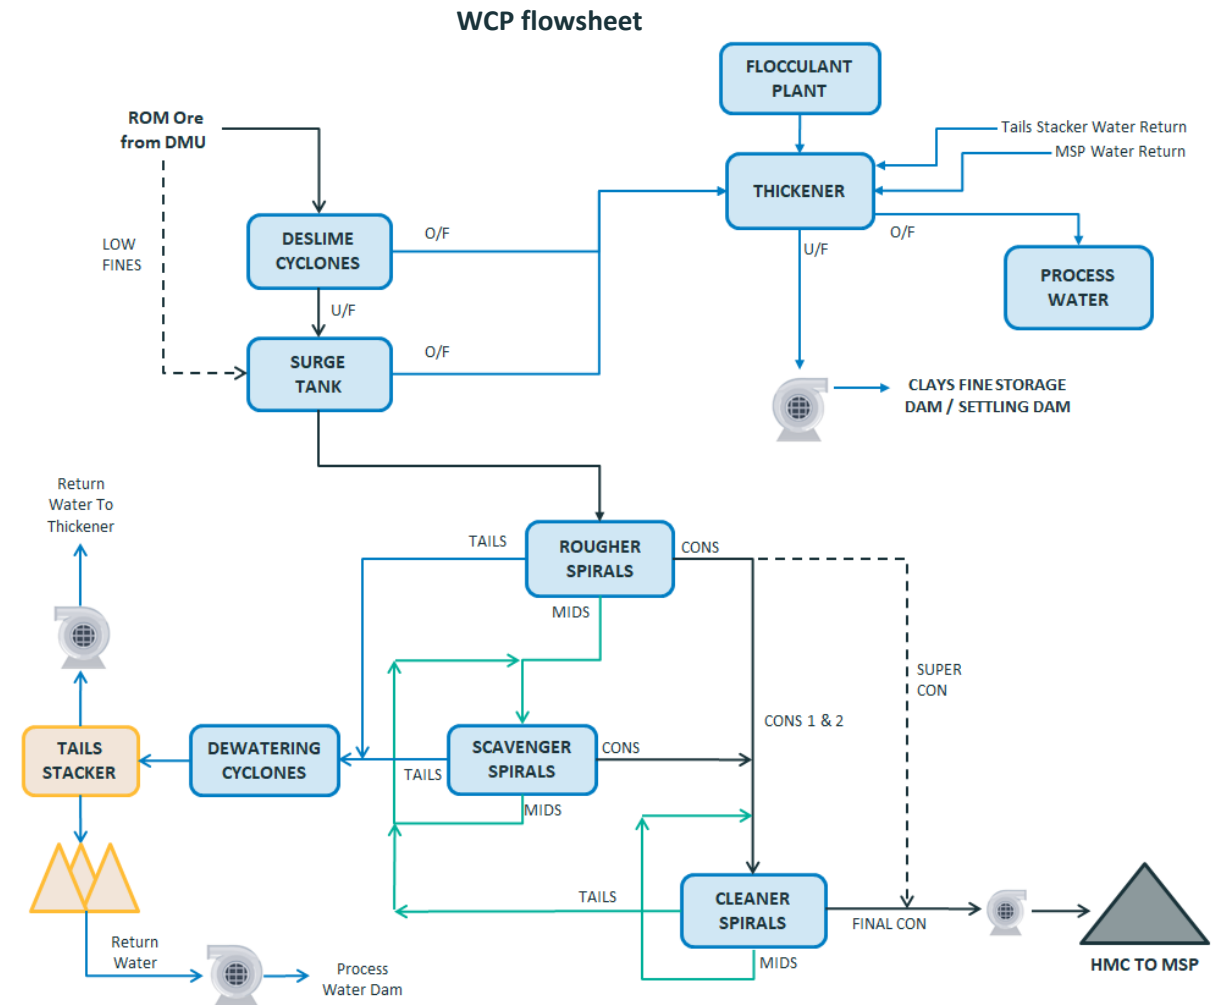 WCP flowsheet
FLOCCULANT
PLANT
ROM Ore
from DMU
Tails Stacker Water Return
MSP Water Return
THICKENER
LOW
FINES
DESLIME
CYCLONES
O/F
U/F
O/F
U/F
PROCESS
WATER
SURGE
TANK
O/F
CLAYS FINE STORAGE
DAM / SETTLING DAM
Return
Water To
Thickener
TAILS
ROUGHER
SPIRALS
CONS
MIDS
SUPER
CON
CONS 1 & 2
TAILS
STACKER
DEWATERING
CYCLONES
TAILS
SCAVENGER
SPIRALS
CONS
MIDS
TAILS
CLEANER
SPIRALS
FINAL CON
MIDS
HMC TO MSP
Return
Water
Process
Water Dam